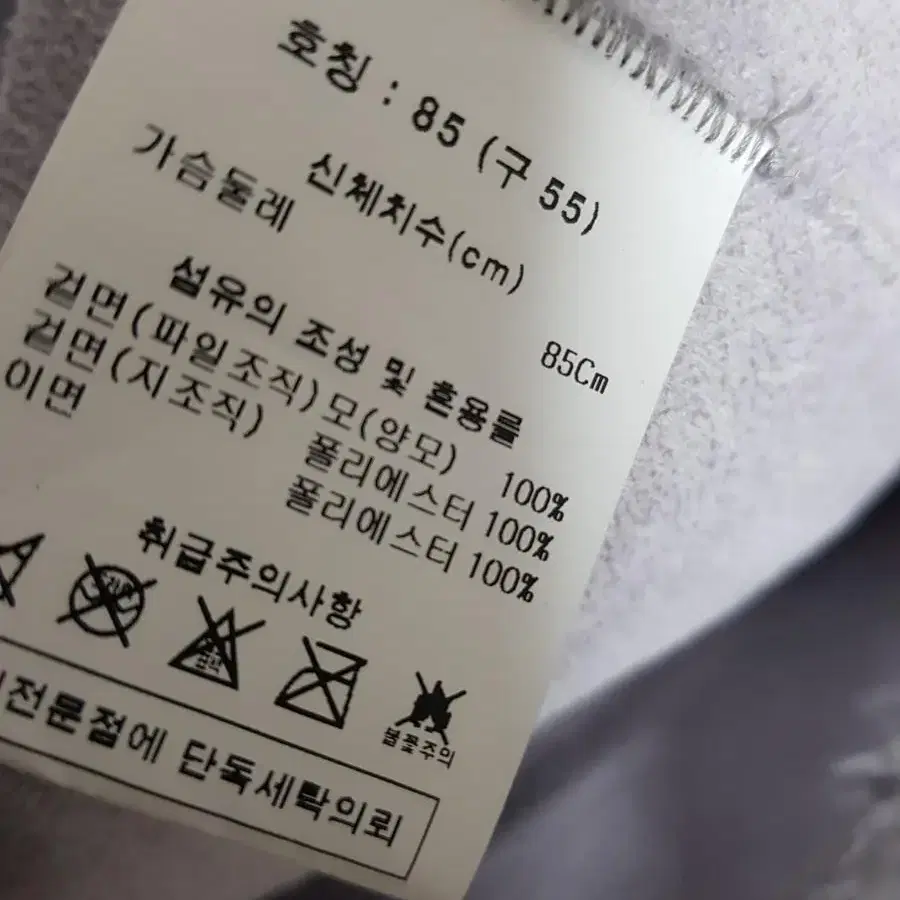 호칭 : 85 (구 55)
신체치수(cm)
가슴둘레 85Cm
섬유의 조성 및 혼용률
겉면(파일조직) 모(양모) 100%
겉면(지조직) 폴리에스터 100%
이면 폴리에스터 100%
취급주의사항
불꽃주의
전문점에 단독세탁의뢰